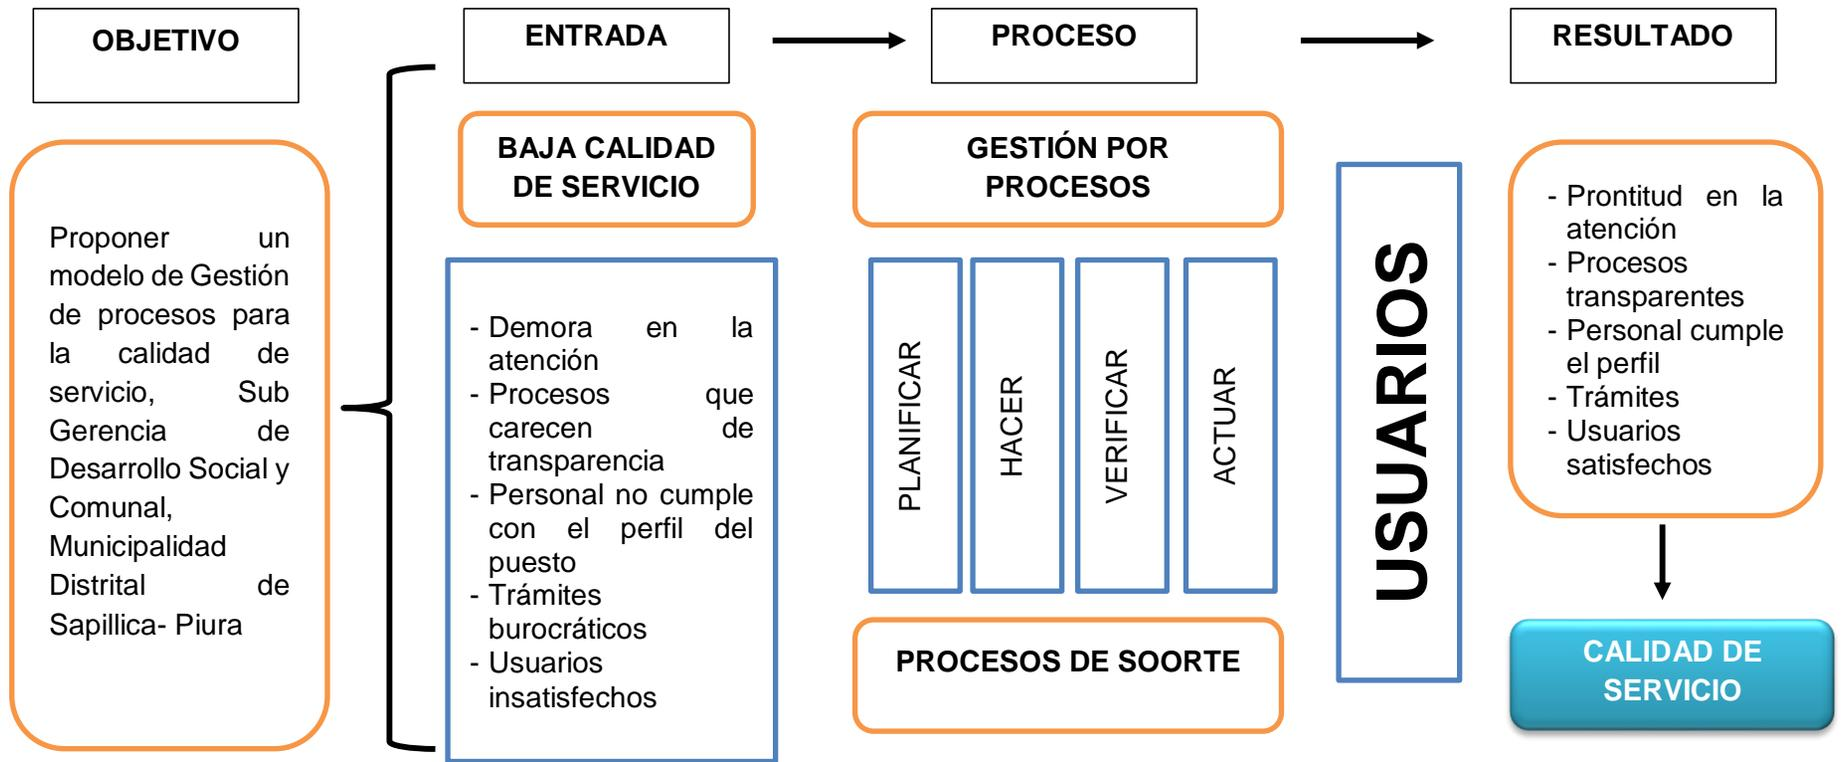 OBJETIVO
Proponer un
modelo de Gestión
de procesos para
la calidad de
servicio, Sub
Gerencia de
Desarrollo Social y
Comunal,
Municipalidad
Distrital de
Sapillica- Piura
ENTRADA
BAJA CALIDAD
DE SERVICIO
- Demora en la
atención
- Procesos que
carecen de
transparencia
- Personal no cumple
con el perfil del
puesto
- Trámites
burocráticos
- Usuarios
insatisfechos
PROCESO
GESTIÓN POR
PROCESOS
PLANIFICAR
HACER
VERIFICAR
ACTUAR
PROCESOS DE SOORTE
USUARIOS
RESULTADO
- Prontitud en la
atención
- Procesos
transparentes
- Personal cumple
el perfil
- Trámites
- Usuarios
satisfechos
CALIDAD DE
SERVICIO